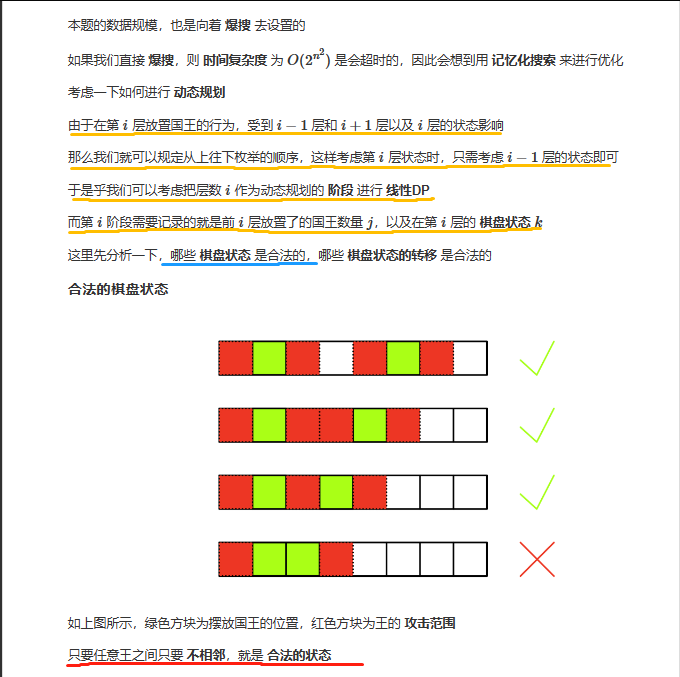 本题的数据规模，也是向着 爆搜 去设置的
如果我们直接 爆搜，则 时间复杂度 为 O(2^{n^2}) 是会超时的，因此会想到用 记忆化搜索 来进行优化
考虑一下如何进行 动态规划
由于在第 i 层放置国王的行为，受到 i − 1 层和 i + 1 层以及 i 层的状态影响
那么我们就可以规定从上往下枚举的顺序，这样考虑第 i 层状态时，只需考虑 i − 1 层的状态即可
于是乎我们可以考虑把层数 i 作为动态规划的 阶段 进行 线性DP
而第 i 阶段需要记录的就是前 i 层放置了的国王数量 j，以及在第 i 层的 棋盘状态 k
这里先分析一下，哪些 棋盘状态 是合法的，哪些 棋盘状态的转移 是合法的
合法的棋盘状态
如上图所示，绿色方块为摆放国王的位置，红色方块为王的 攻击范围
只要任意王之间只要 不相邻，就是 合法的状态